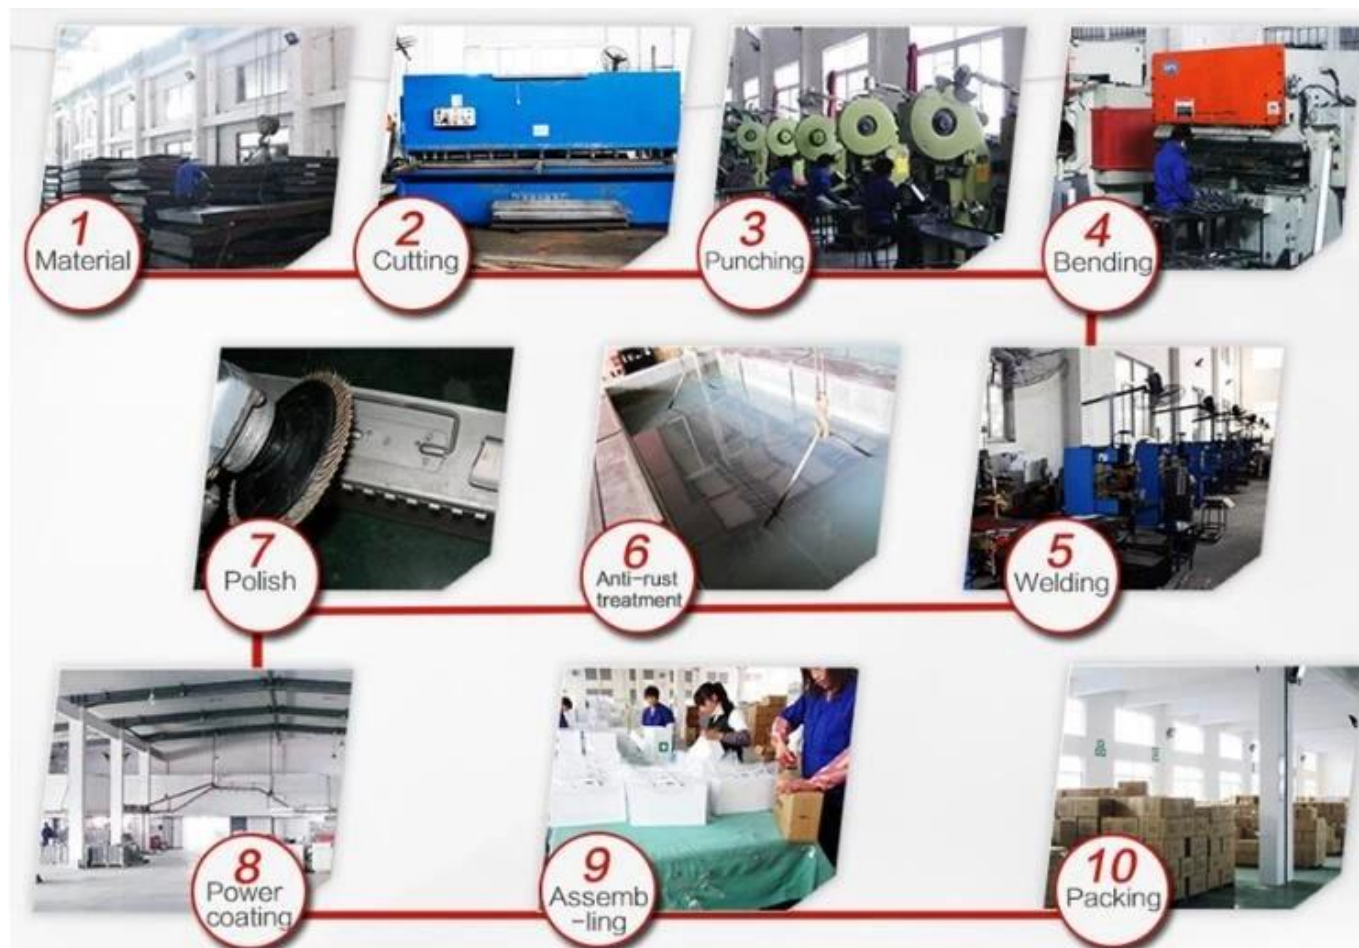 1
Material
2
Cutting
3
Punching
4
Bending
5
Welding
6
Anti-rust
treatment
7
Polish
8
Power
coating
9
Assemb
-ling
10
Packing